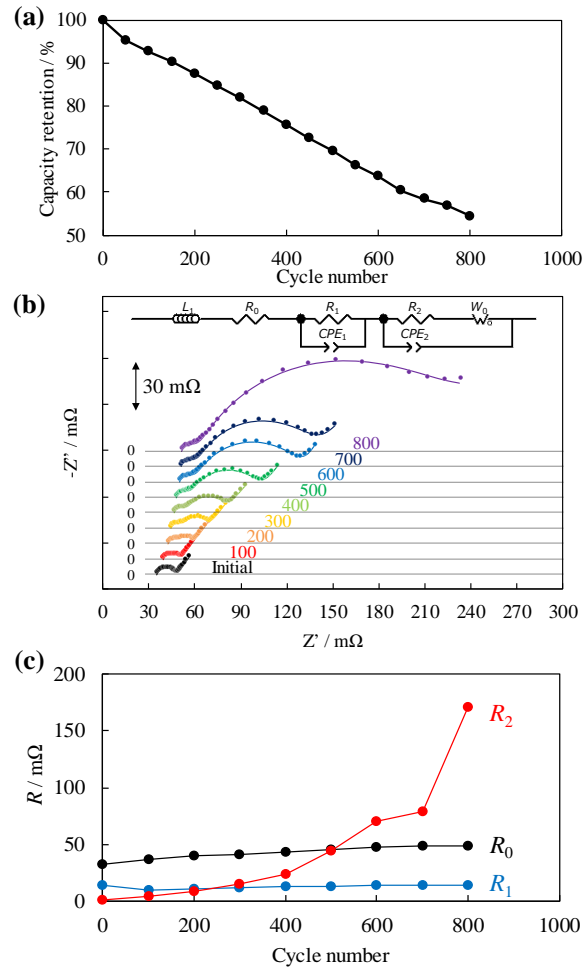 (a)
100
90
80
70
60
50
Capacity retention / %
0 200 400 600 800 1000
Cycle number
(b)
L1 R0 R1 R2 W0
CPE1 CPE2
o
30 mΩ
-Z'' / mΩ
0 800
0 700
0 600
0 500
0 400
0 300
0 200
0 100
0 Initial
0 30 60 90 120 150 180 210 240 270 300
Z' / mΩ
(c)
200
150
100
50
0
R / mΩ
R2
R0
R1
0 200 400 600 800 1000
Cycle number